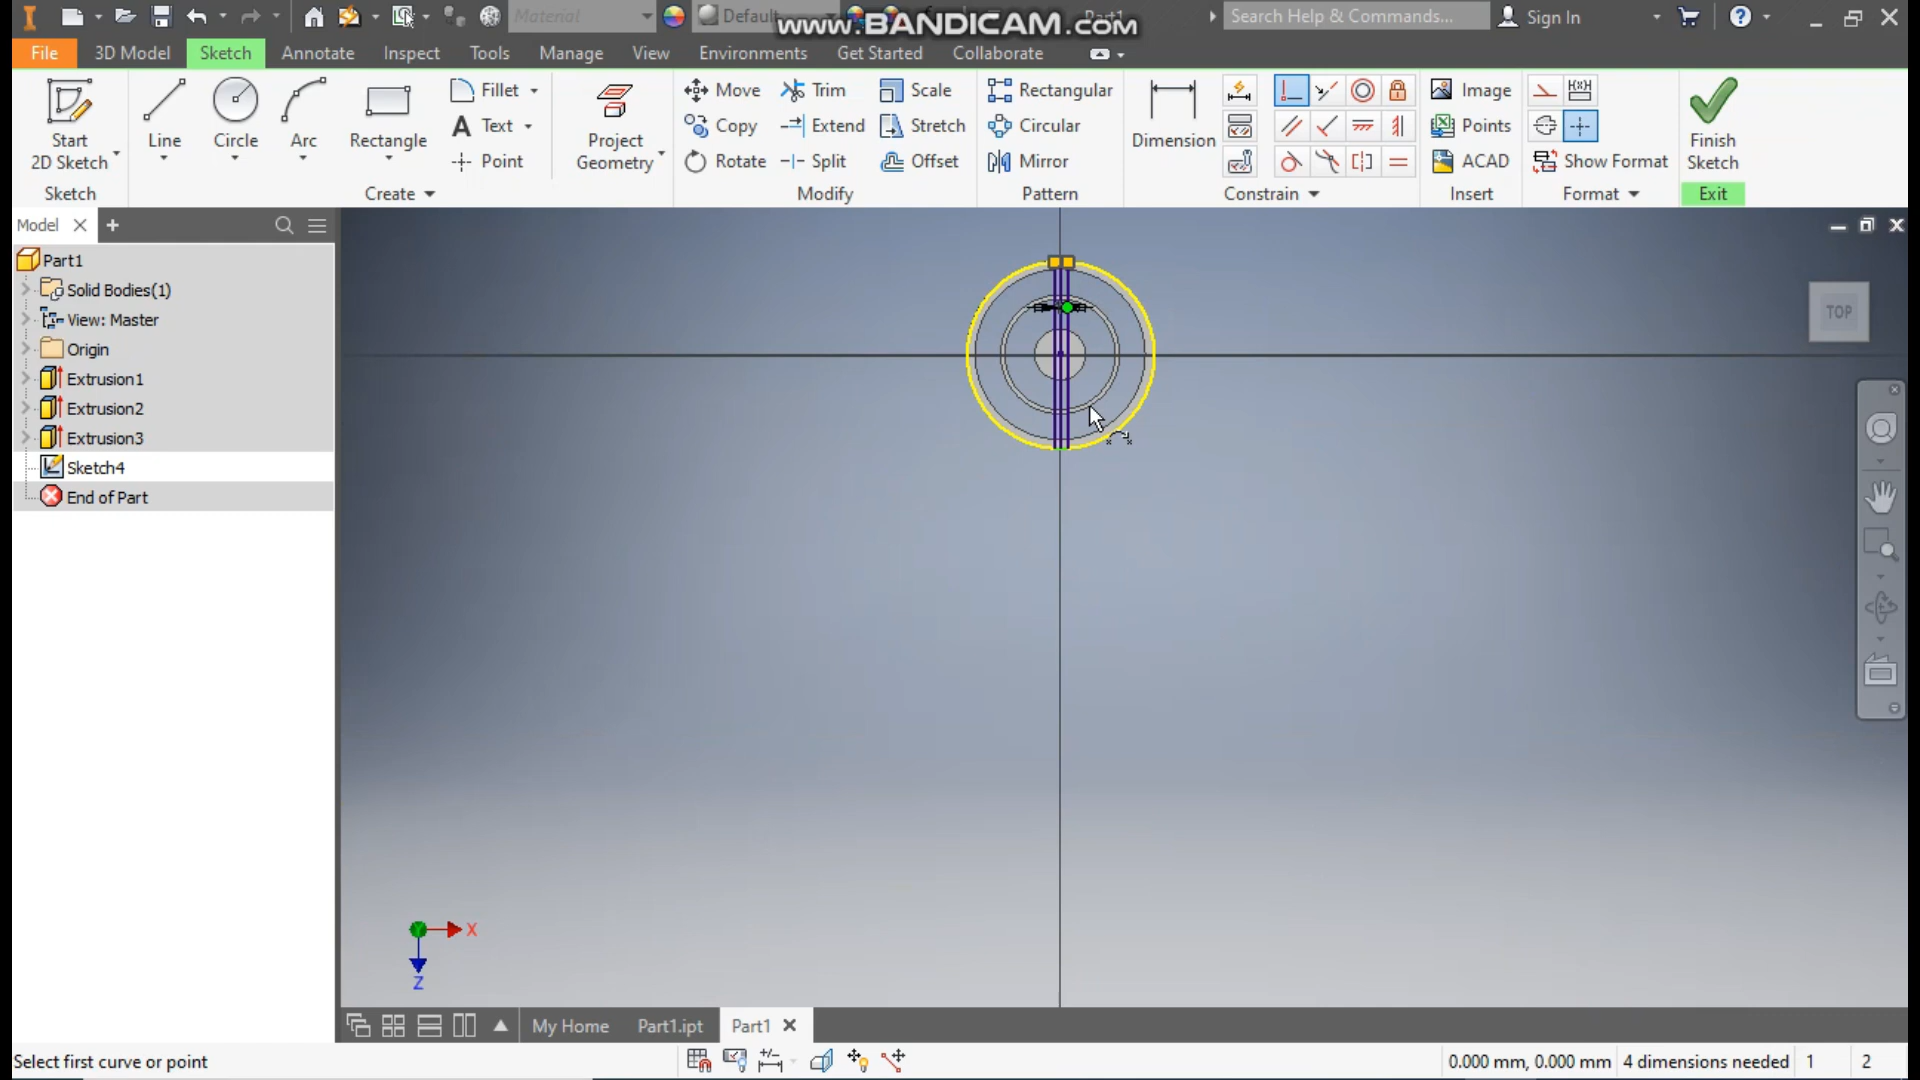 Material
Default
www.BANDICAM.com
Part1
Search Help & Commands...
Sign In
File
3D Model
Sketch
Annotate
Inspect
Tools
Manage
View
Environments
Get Started
Collaborate
Start
2D Sketch
Line
Circle
Arc
Rectangle
Fillet
Text
Point
Project
Geometry
Move
Copy
Rotate
Trim
Extend
Split
Scale
Stretch
Offset
Rectangular
Circular
Mirror
Dimension
Image
Points
ACAD
Show Format
Finish
Sketch
Sketch
Create
Modify
Pattern
Constrain
Insert
Format
Exit
Model
Part1
Solid Bodies(1)
View: Master
Origin
Extrusion1
Extrusion2
Extrusion3
Sketch4
End of Part
TOP
X
Z
My Home
Part1.ipt
Part1
Select first curve or point
0.000 mm, 0.000 mm
4 dimensions needed
1
2